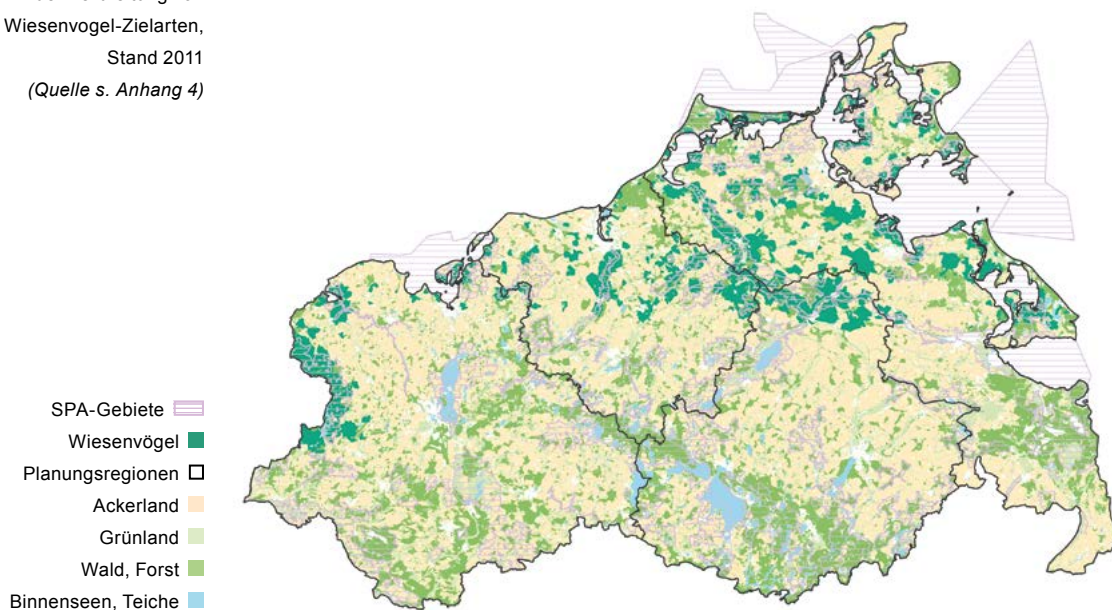 Wiesenvogel-Zielarten,
Stand 2011
(Quelle s. Anhang 4)
SPA-Gebiete
Wiesenvögel
Planungsregionen
Ackerland
Grünland
Wald, Forst
Binnenseen, Teiche